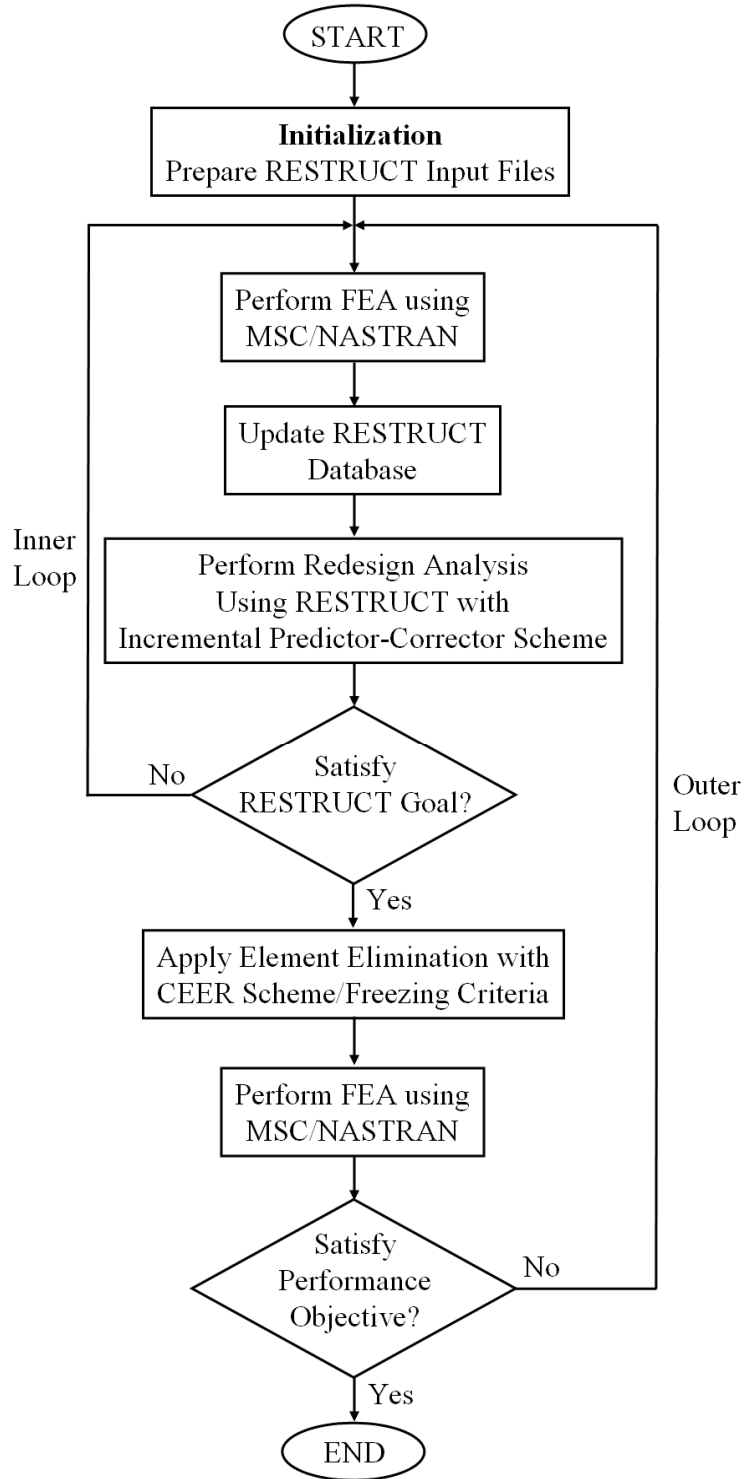 START
Initialization
Prepare RESTRUCT Input Files
Perform FEA using
MSC/NASTRAN
Update RESTRUCT
Database
Inner
Loop
Perform Redesign Analysis
Using RESTRUCT with
Incremental Predictor-Corrector Scheme
No
Satisfy
RESTRUCT Goal?
Outer
Loop
Yes
Apply Element Elimination with
CEER Scheme/Freezing Criteria
Perform FEA using
MSC/NASTRAN
Satisfy
Performance
Objective?
No
Yes
END